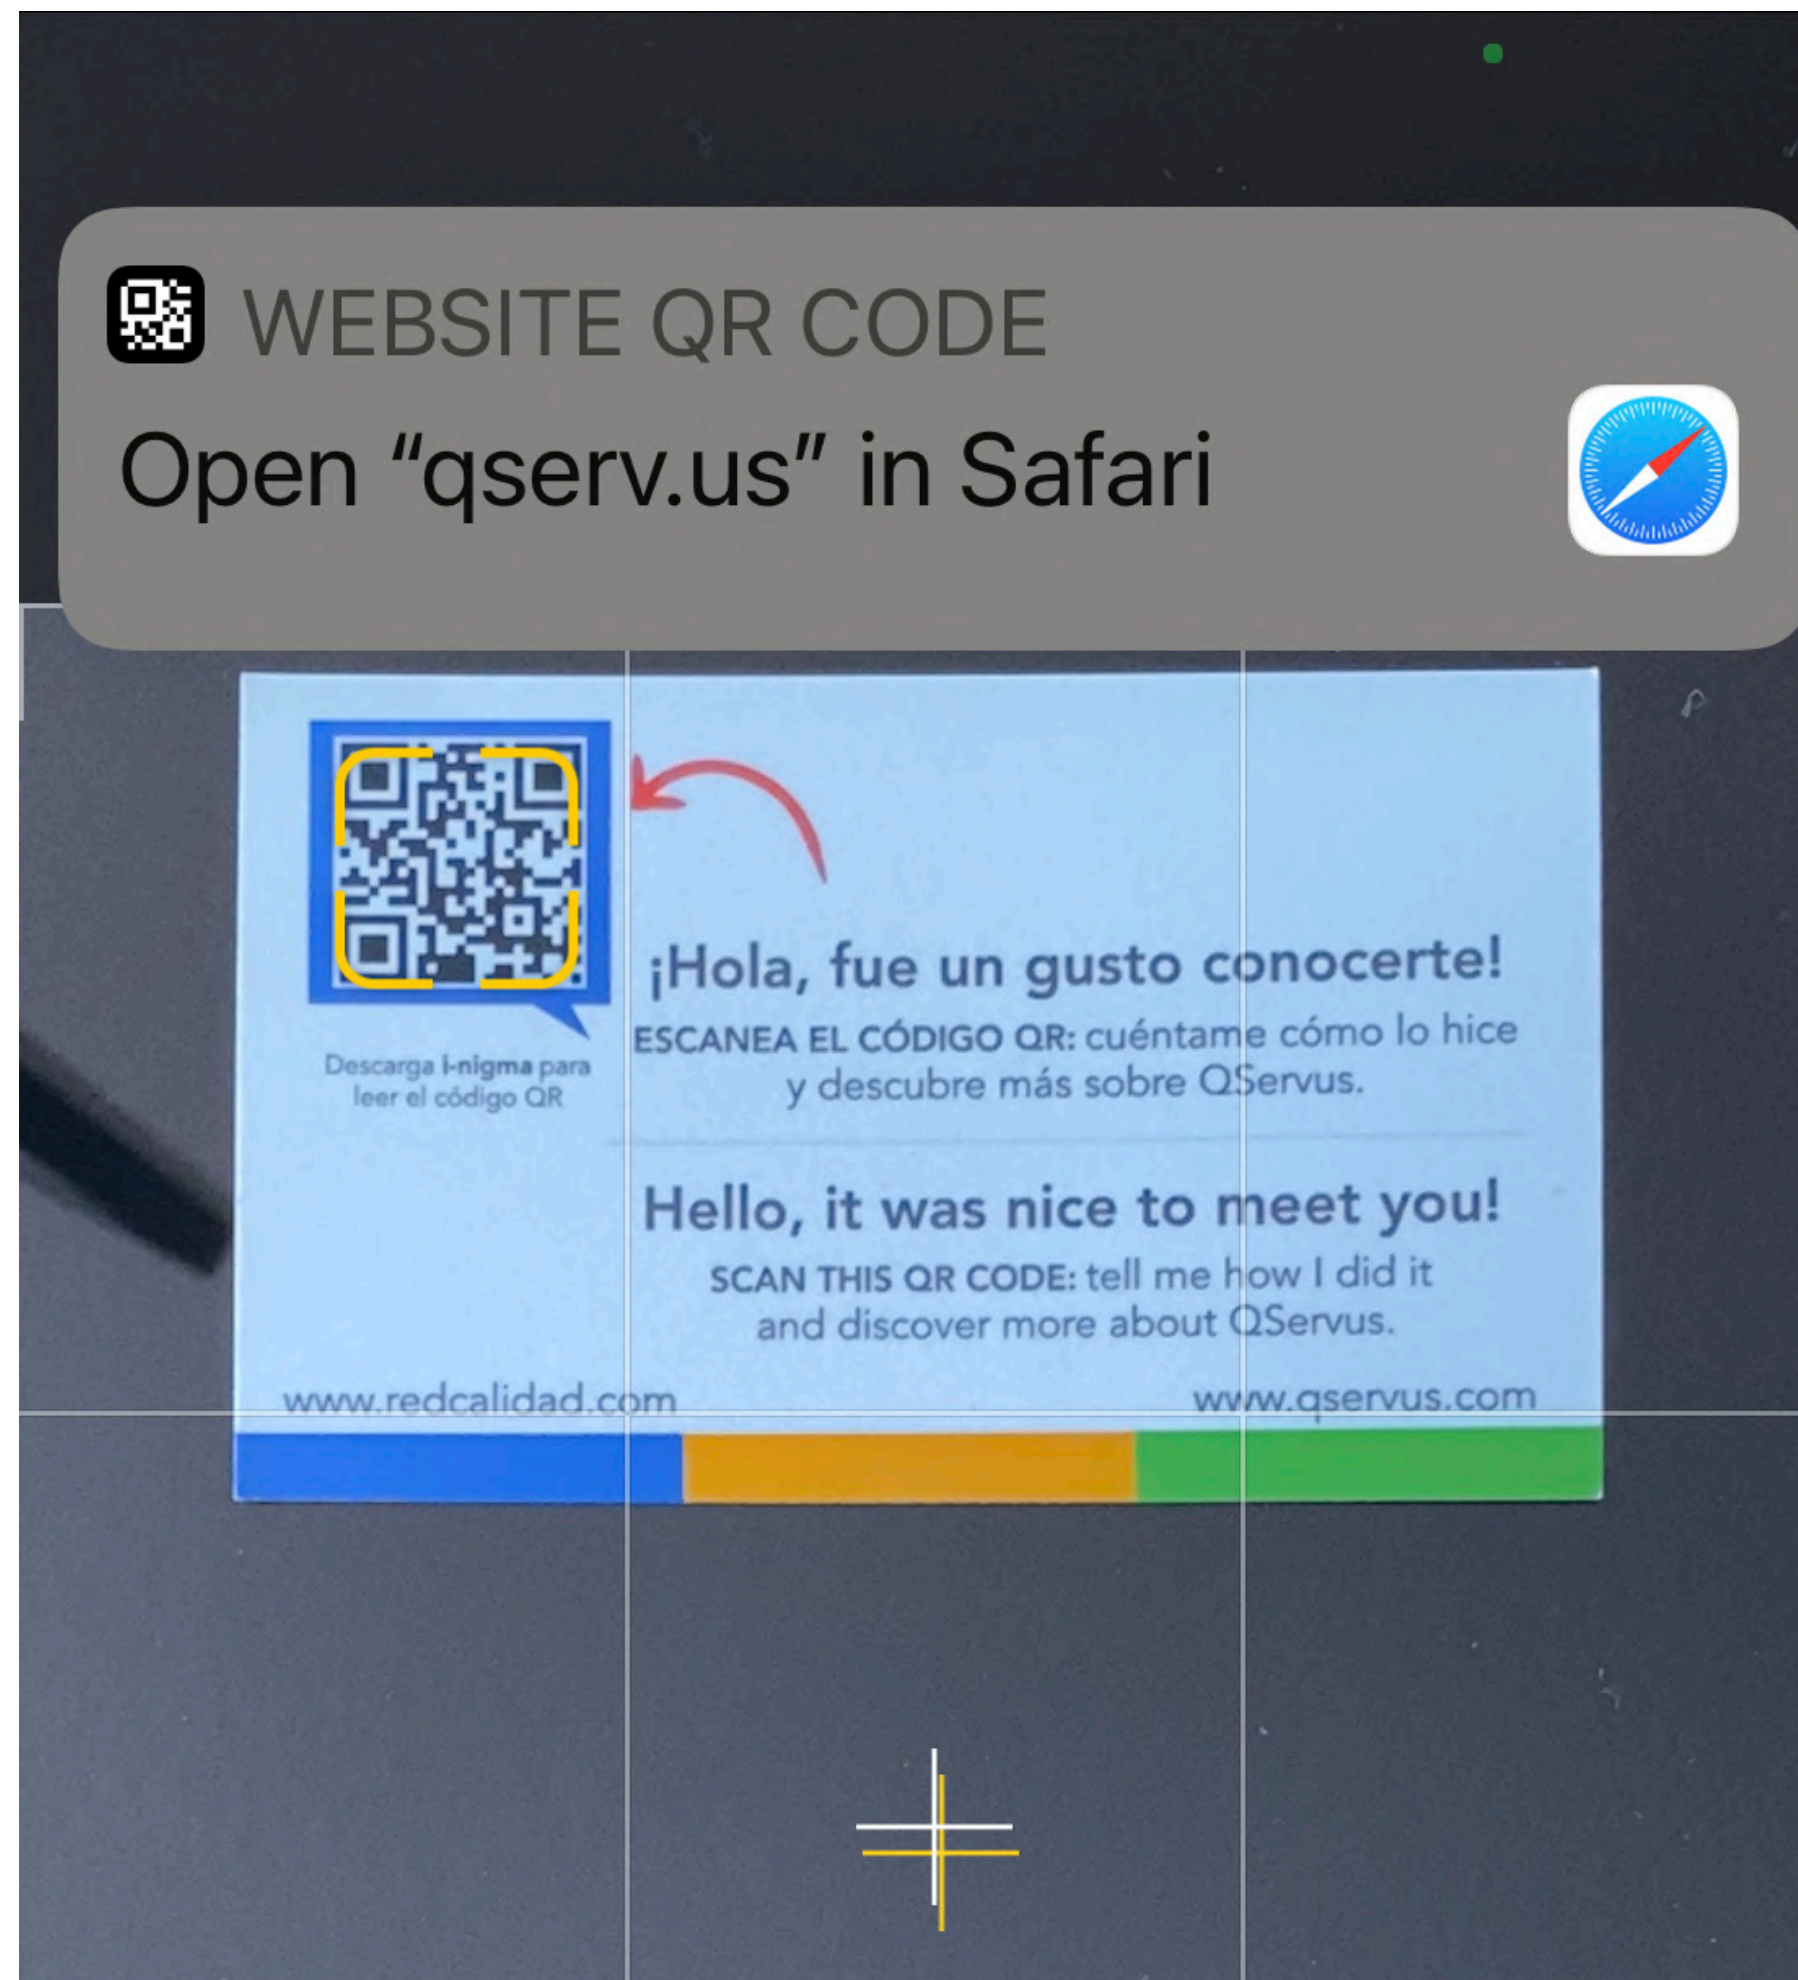 WEBSITE QR CODE
Open “qserv.us” in Safari
¡Hola, fue un gusto conocerte!
ESCANEA EL CÓDIGO QR: cuéntame cómo lo hice
y descubre más sobre QServus.
Descarga i-nigma para
leer el código QR
Hello, it was nice to meet you!
SCAN THIS QR CODE: tell me how I did it
and discover more about QServus.
www.redcalidad.com
www.qservus.com